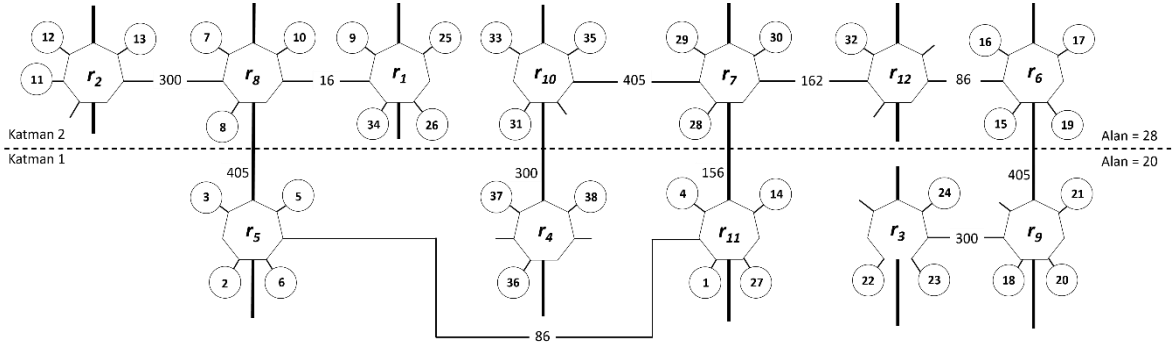 12 13 7 10 9 25 33 35 29 30 32 16 17
11 r2 300 r8 16 r1 r10 405 r7 162 r12 86 r6
8 34 26 31 28 15 19
Katman 2 Alan = 28
Katman 1 Alan = 20
405 300 156 405
3 5 37 38 4 14 24 21
r5 r4 r11 r3 300 r9
2 6 36 1 27 22 23 18 20
86